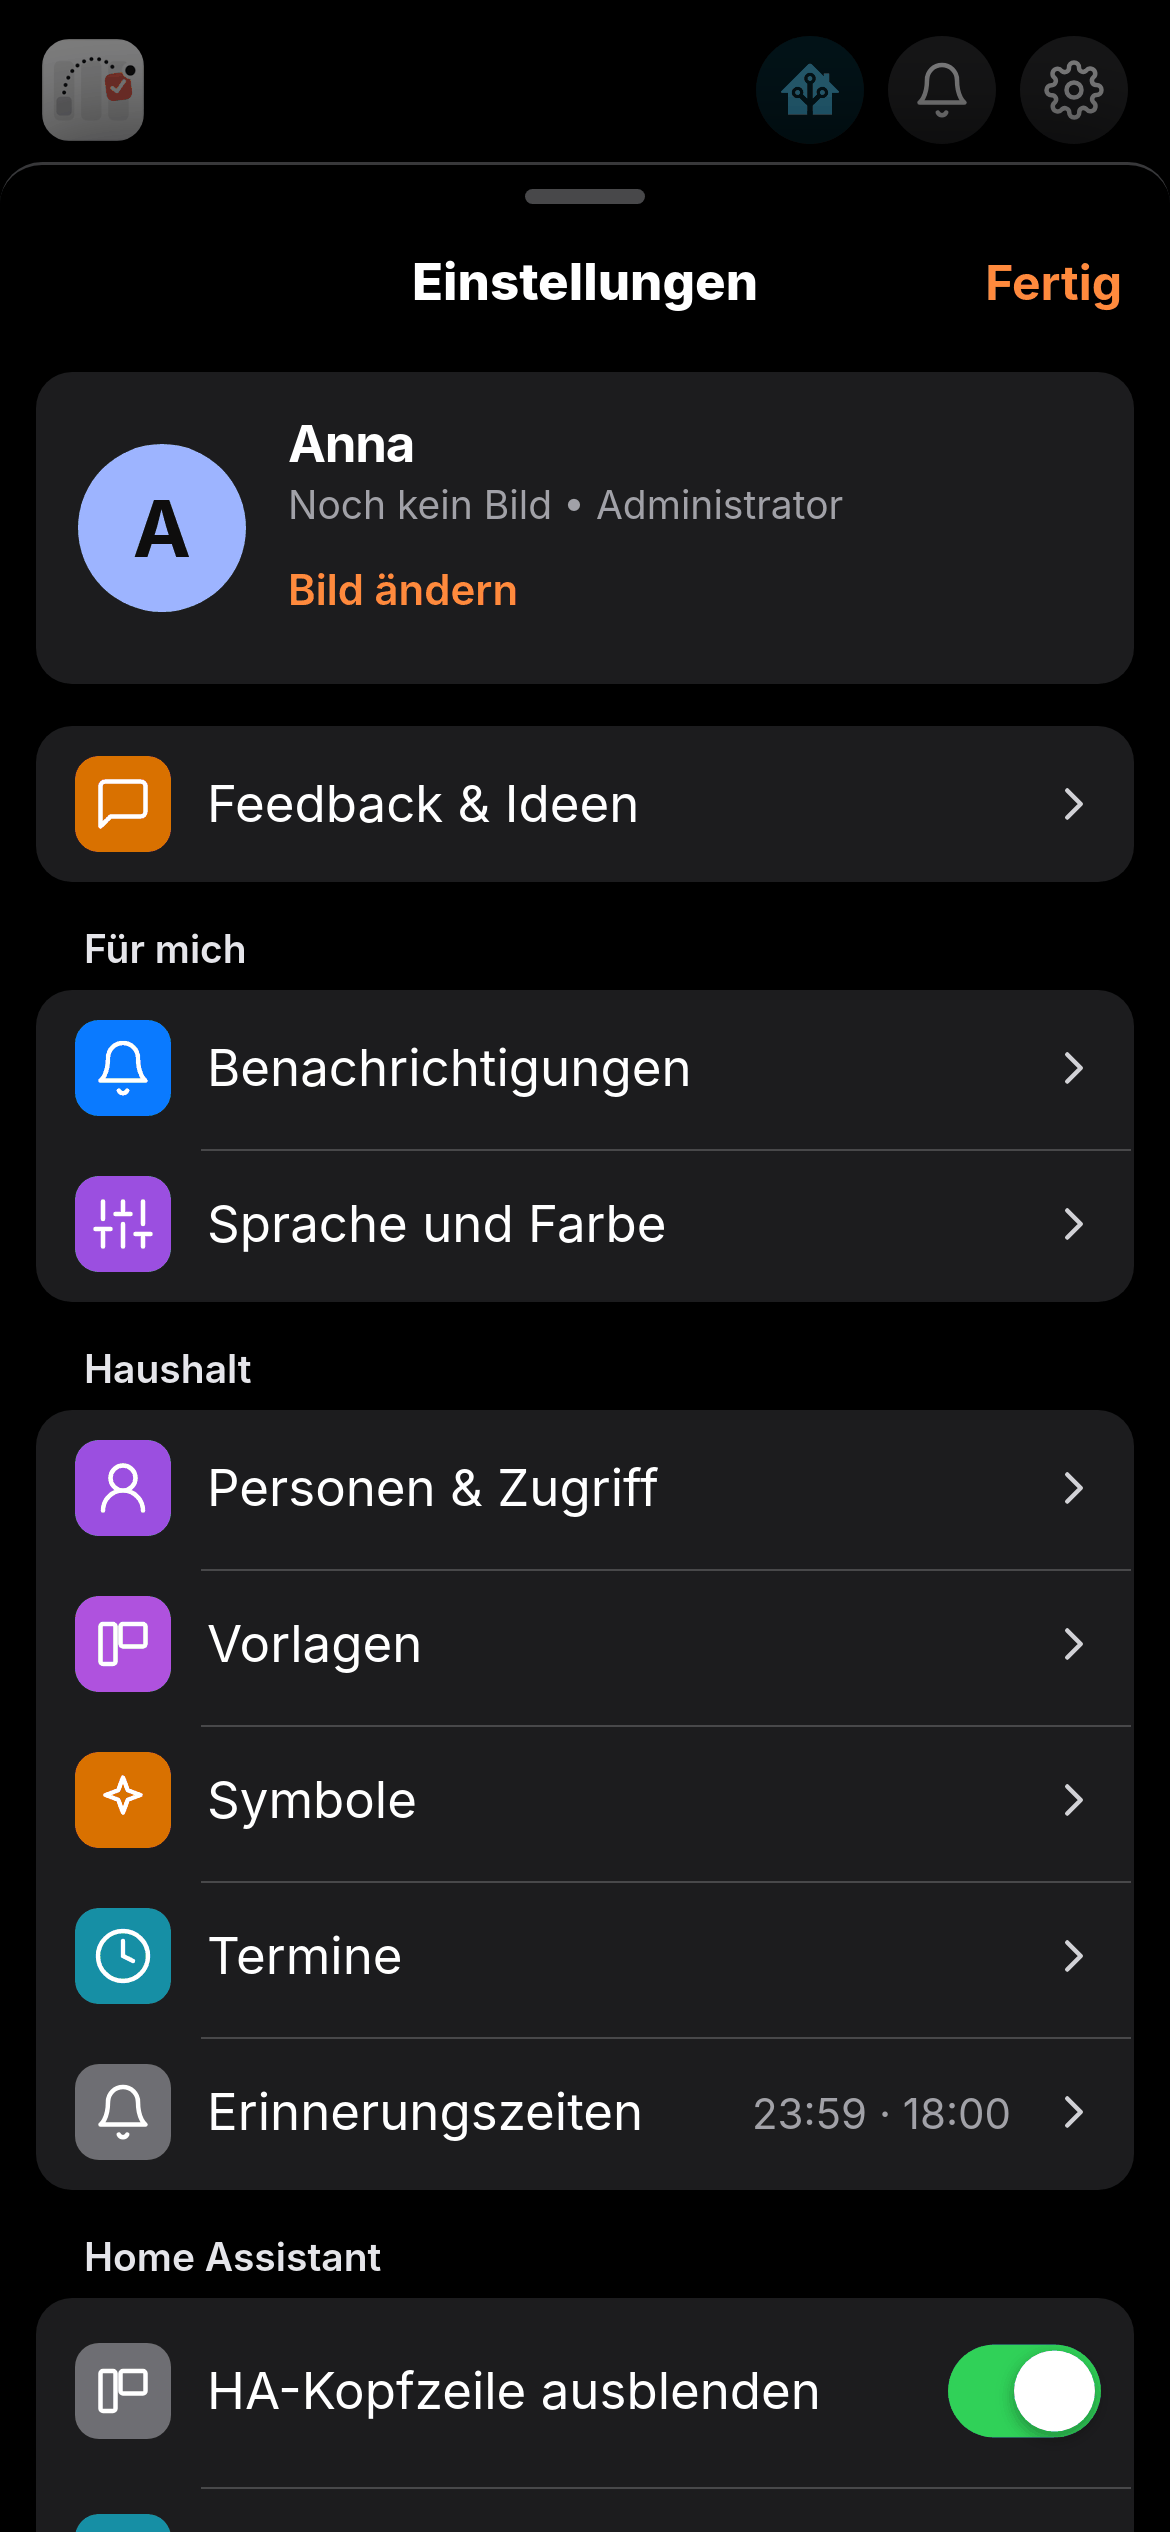 Einstellungen
Fertig
A
Anna
Noch kein Bild • Administrator
Bild ändern
Feedback & Ideen
Für mich
Benachrichtigungen
Sprache und Farbe
Haushalt
Personen & Zugriff
Vorlagen
Symbole
Termine
Erinnerungszeiten 23:59 · 18:00
Home Assistant
HA-Kopfzeile ausblenden